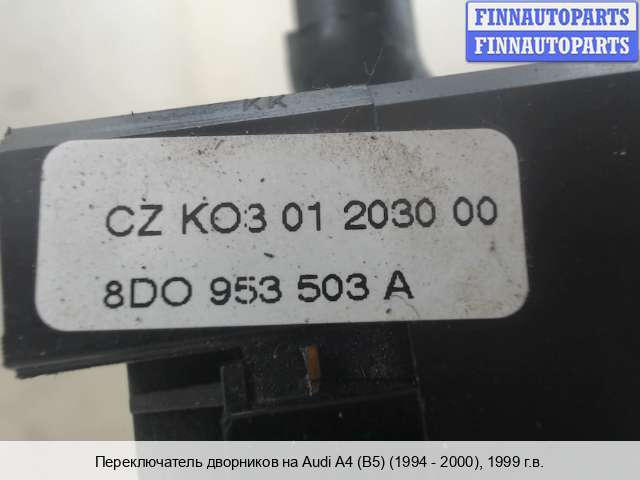 FINNAUTOPARTS
FINNAUTOPARTS
KK
CZ KO3 01 2030 00
8DO 953 503 A
Переключатель дворников на Audi A4 (B5) (1994 - 2000), 1999 г.в.